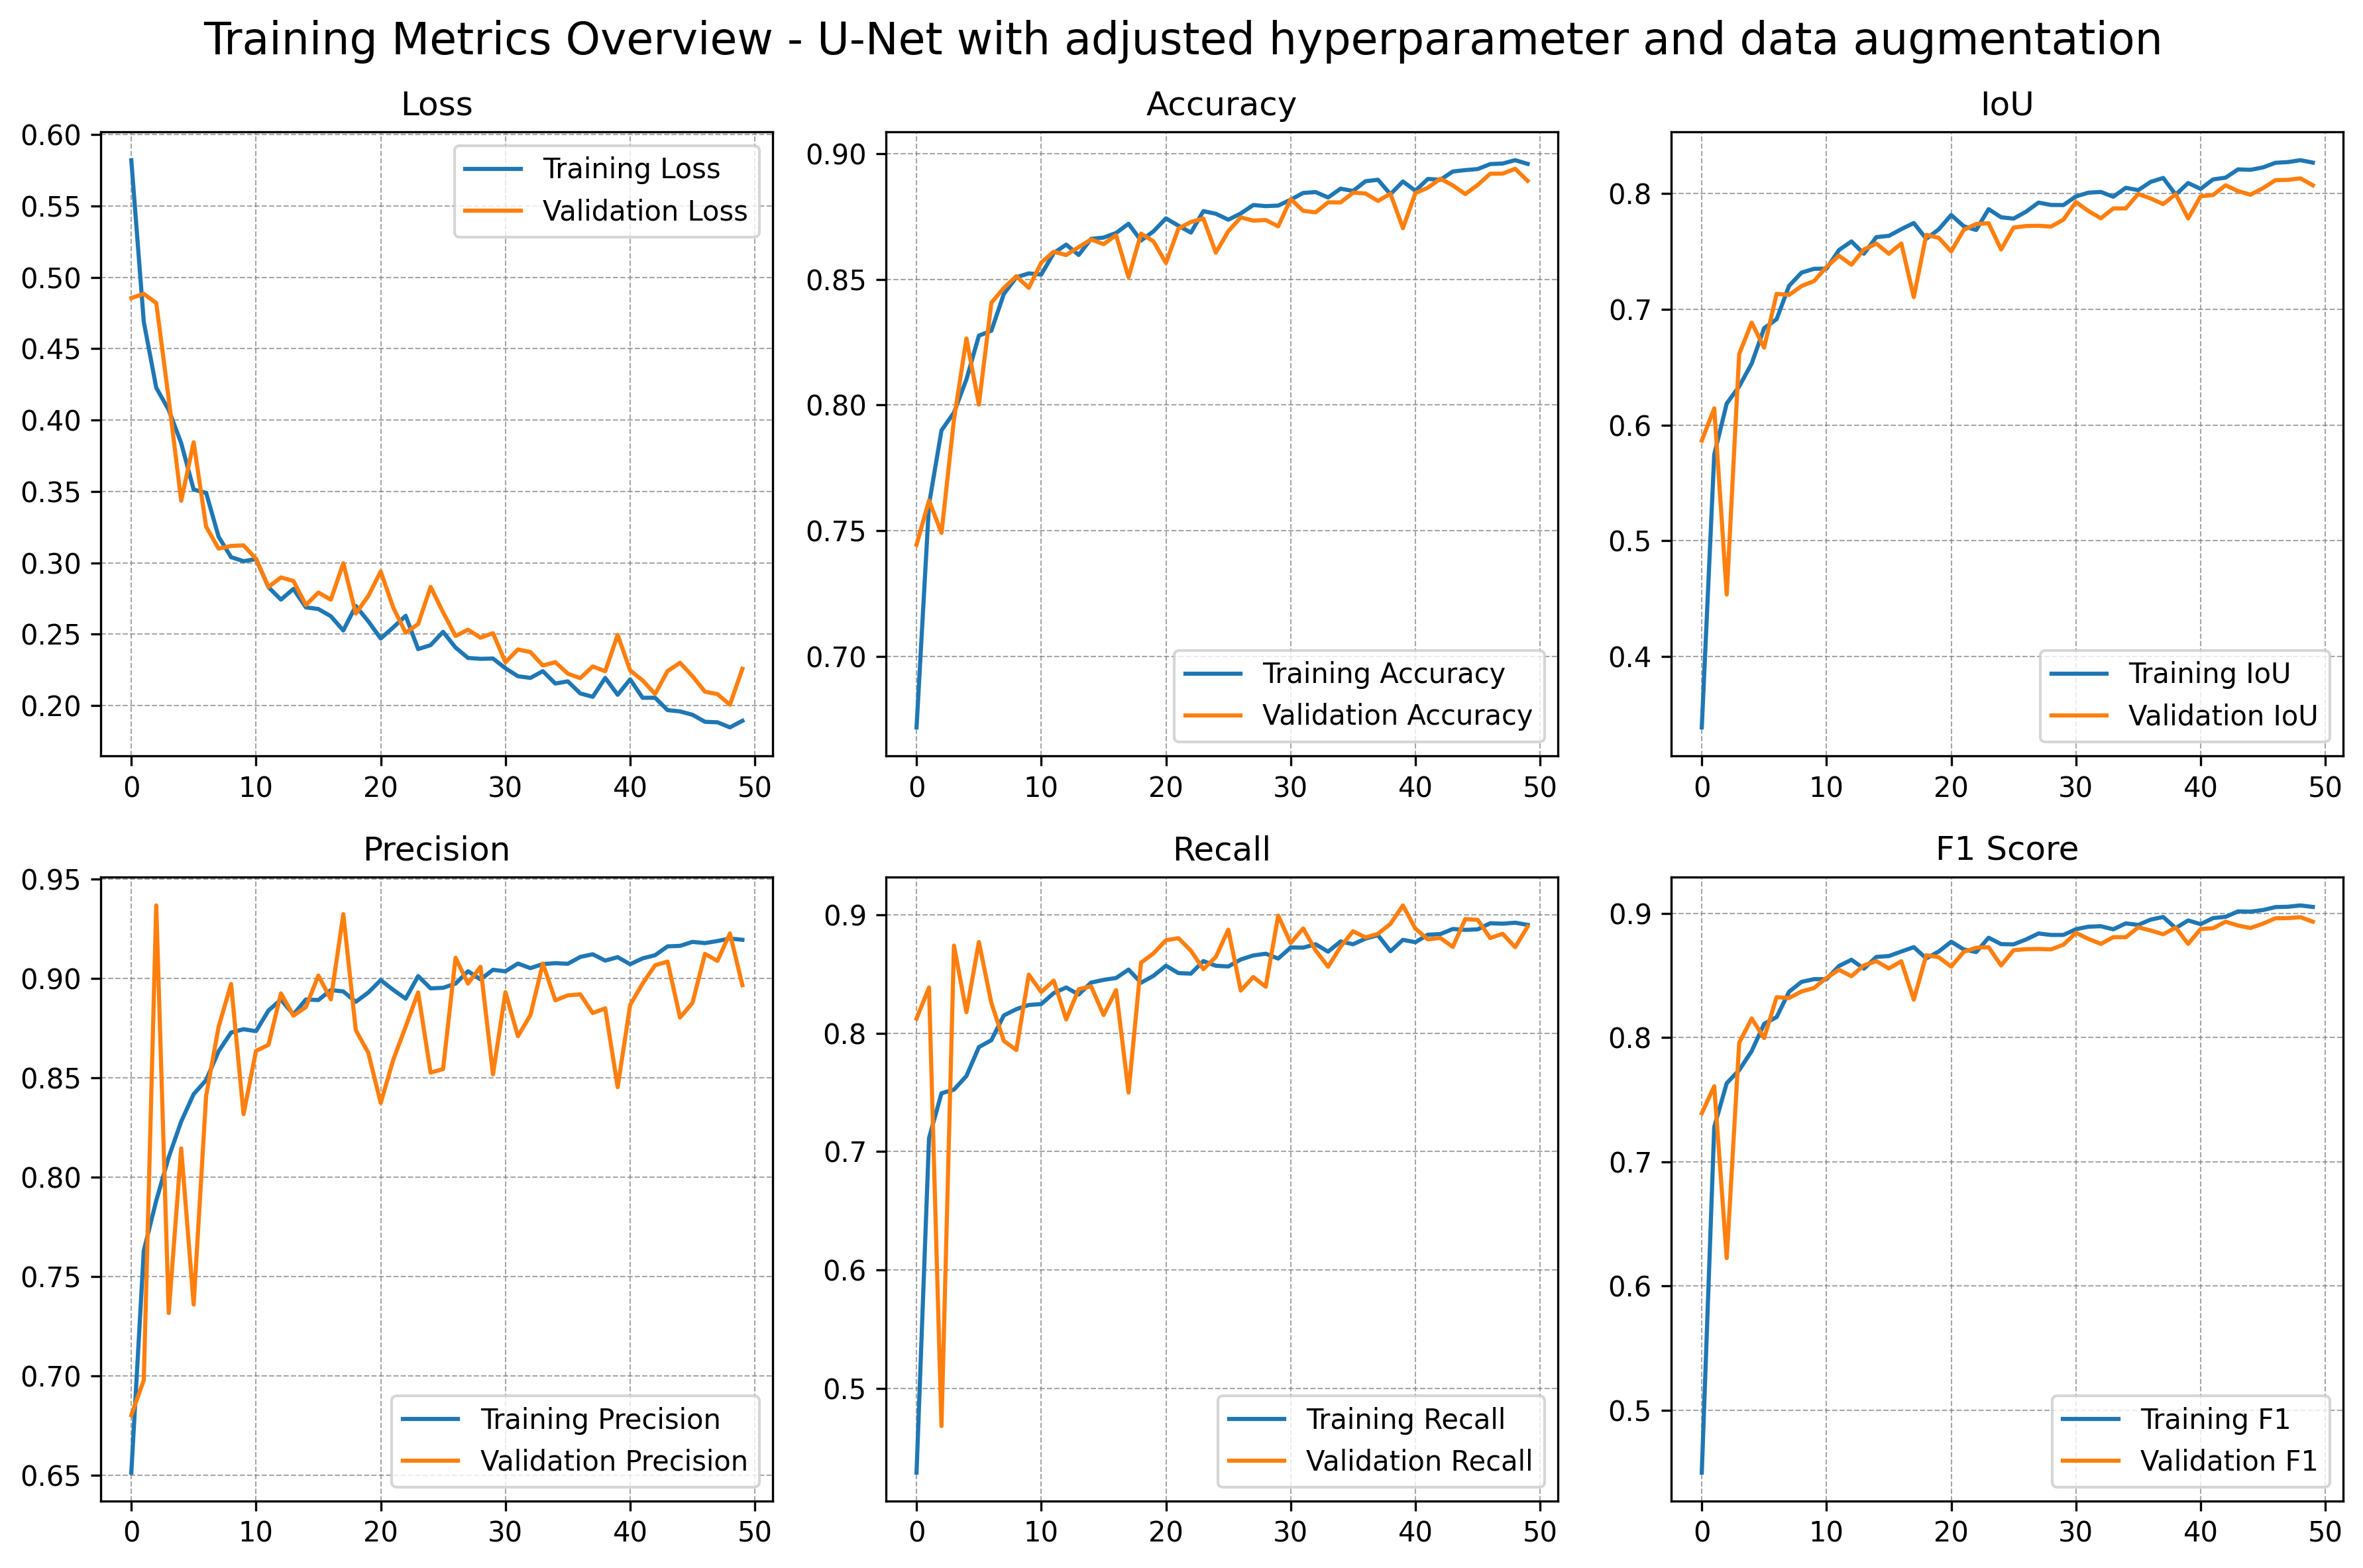 Training Metrics Overview - U-Net with adjusted hyperparameter and data augmentation
Loss
0.60
0.55
0.50
0.45
0.40
0.35
0.30
0.25
0.20
0 10 20 30 40 50
Training Loss
Validation Loss
Accuracy
0.90
0.85
0.80
0.75
0.70
0 10 20 30 40 50
Training Accuracy
Validation Accuracy
IoU
0.8
0.7
0.6
0.5
0.4
0 10 20 30 40 50
Training IoU
Validation IoU
Precision
0.95
0.90
0.85
0.80
0.75
0.70
0.65
0 10 20 30 40 50
Training Precision
Validation Precision
Recall
0.9
0.8
0.7
0.6
0.5
0 10 20 30 40 50
Training Recall
Validation Recall
F1 Score
0.9
0.8
0.7
0.6
0.5
0 10 20 30 40 50
Training F1
Validation F1